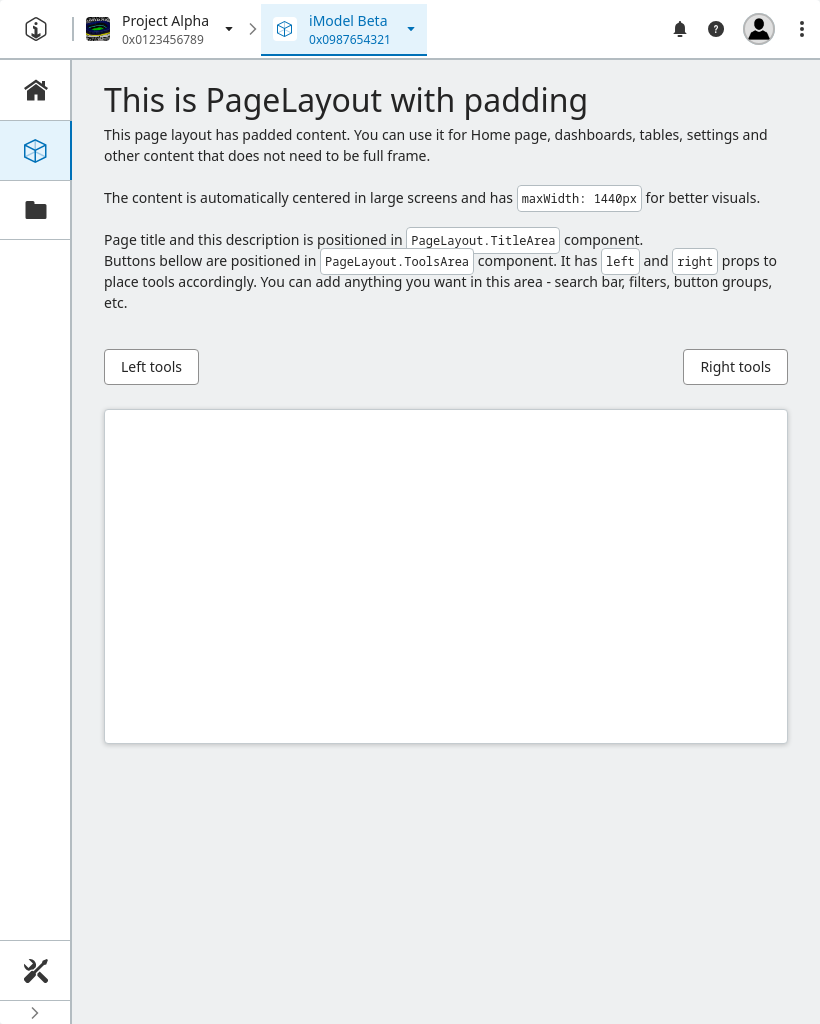 Project Alpha
0x0123456789
iModel Beta
0x0987654321
This is PageLayout with padding
This page layout has padded content. You can use it for Home page, dashboards, tables, settings and
other content that does not need to be full frame.
The content is automatically centered in large screens and has maxWidth: 1440px for better visuals.
Page title and this description is positioned in PageLayout.TitleArea component.
Buttons bellow are positioned in PageLayout.ToolsArea component. It has left and right props to
place tools accordingly. You can add anything you want in this area - search bar, filters, button groups,
etc.
Left tools
Right tools